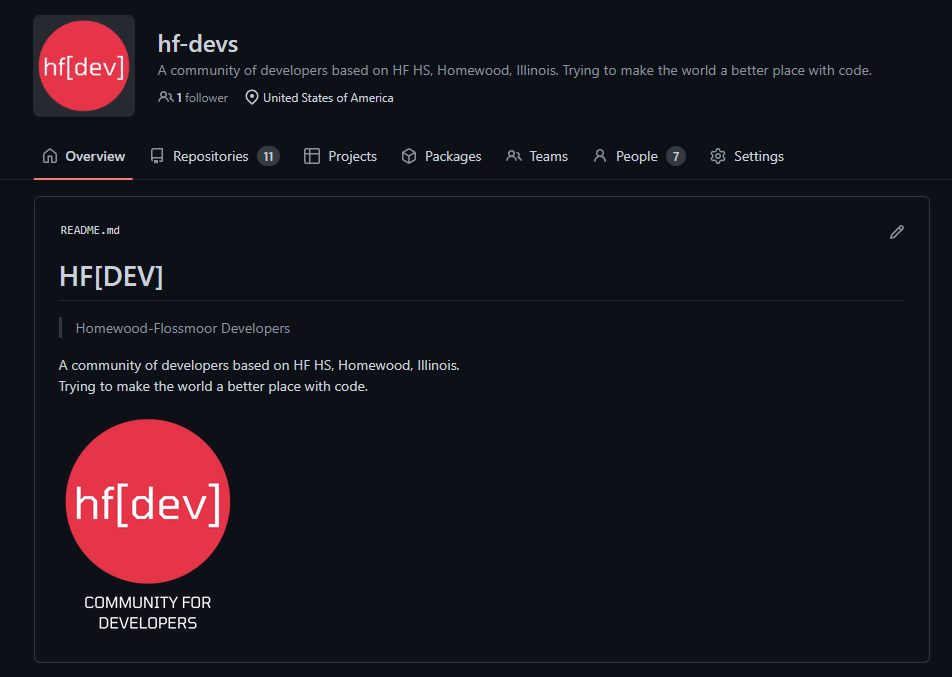 hf[dev]
hf-devs
A community of developers based on HF HS, Homewood, Illinois. Trying to make the world a better place with code.
1 follower United States of America
Overview Repositories 11 Projects Packages Teams People 7 Settings
README.md
HF[DEV]
Homewood-Flossmoor Developers
A community of developers based on HF HS, Homewood, Illinois.
Trying to make the world a better place with code.
hf[dev]
COMMUNITY FOR
DEVELOPERS